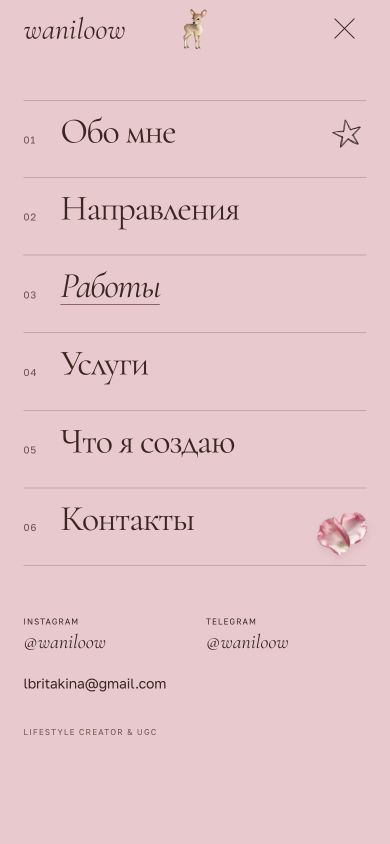 waniloow
01 Обо мне
02 Направления
03 Работы
04 Услуги
05 Что я создаю
06 Контакты
INSTAGRAM TELEGRAM
@waniloow @waniloow
lbritakina@gmail.com
LIFESTYLE CREATOR & UGC